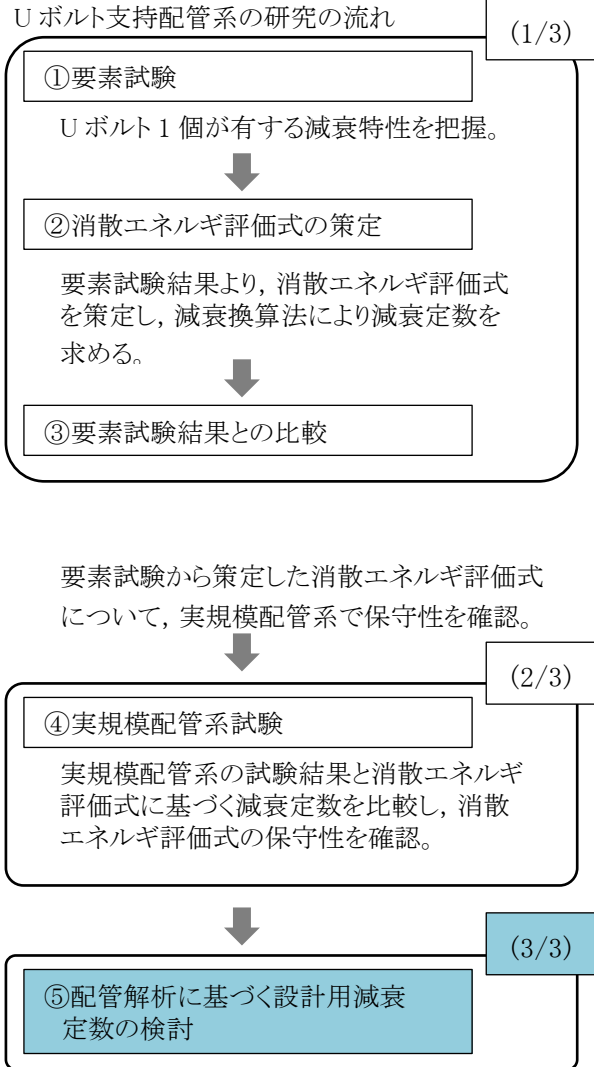 Uボルト支持配管系の研究の流れ
(1/3)
①要素試験
Uボルト1個が有する減衰特性を把握。
②消散エネルギ評価式の策定
要素試験結果より, 消散エネルギ評価式
を策定し, 減衰換算法により減衰定数を
求める。
③要素試験結果との比較
要素試験から策定した消散エネルギ評価式
について, 実規模配管系で保守性を確認。
(2/3)
④実規模配管系試験
実規模配管系の試験結果と消散エネルギ
評価式に基づく減衰定数を比較し, 消散
エネルギ評価式の保守性を確認。
(3/3)
⑤配管解析に基づく設計用減衰
定数の検討